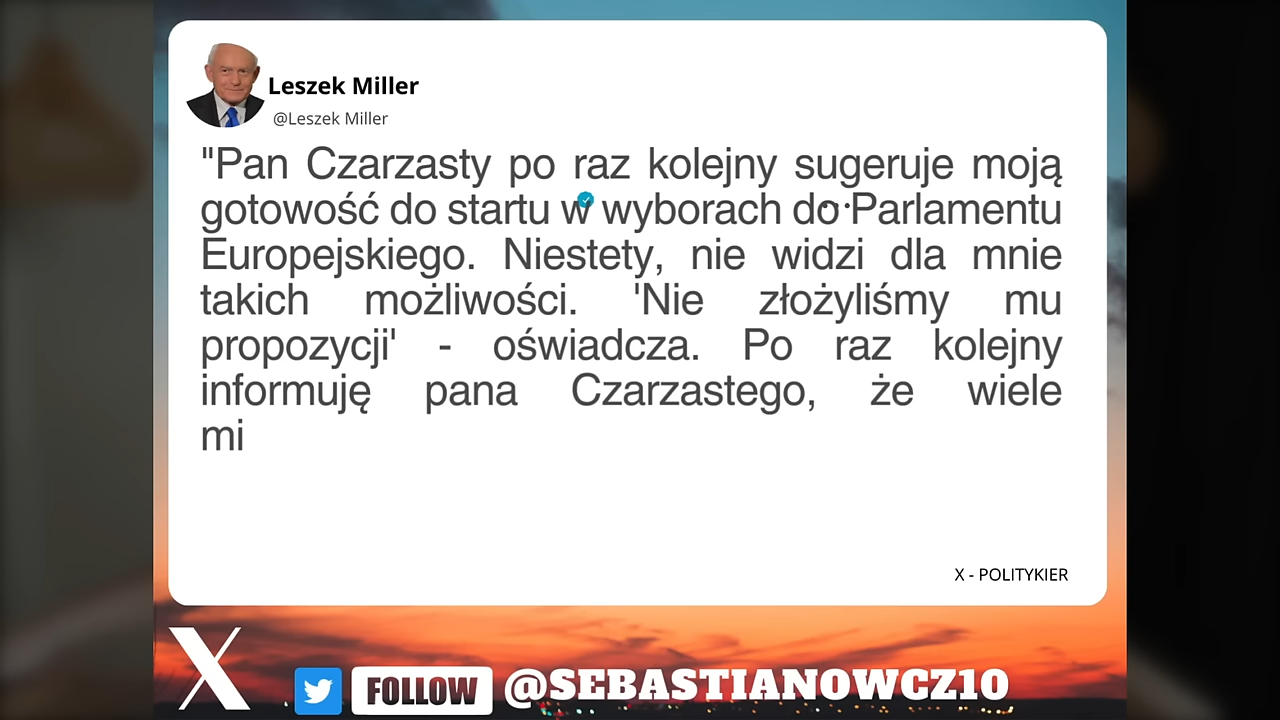 Leszek Miller
@Leszek Miller
"Pan Czarzasty po raz kolejny sugeruje moją
gotowość do startu w wyborach do Parlamentu
Europejskiego. Niestety, nie widzi dla mnie
takich możliwości. 'Nie złożyliśmy mu
propozycji' - oświadcza. Po raz kolejny
informuję pana Czarzastego, że wiele
mi
X - POLITYKIER
X
FOLLOW @SEBASTIANOWCZ10